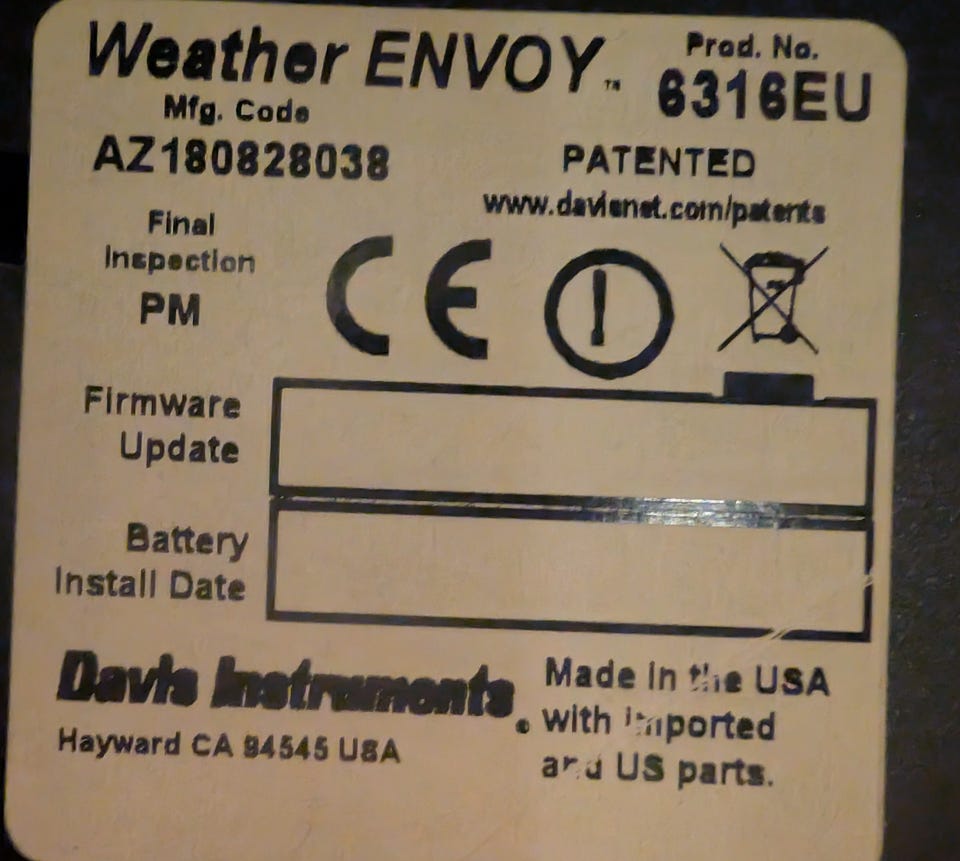 Weather ENVOY™
Prod. No.
6316EU
Mfg. Code
AZ180828038
PATENTED
www.davisnet.com/patents
Final
Inspection
PM
CE
Firmware
Update
Battery
Install Date
Davis Instruments®
Hayward CA 94545 USA
Made in the USA
with imported
and US parts.